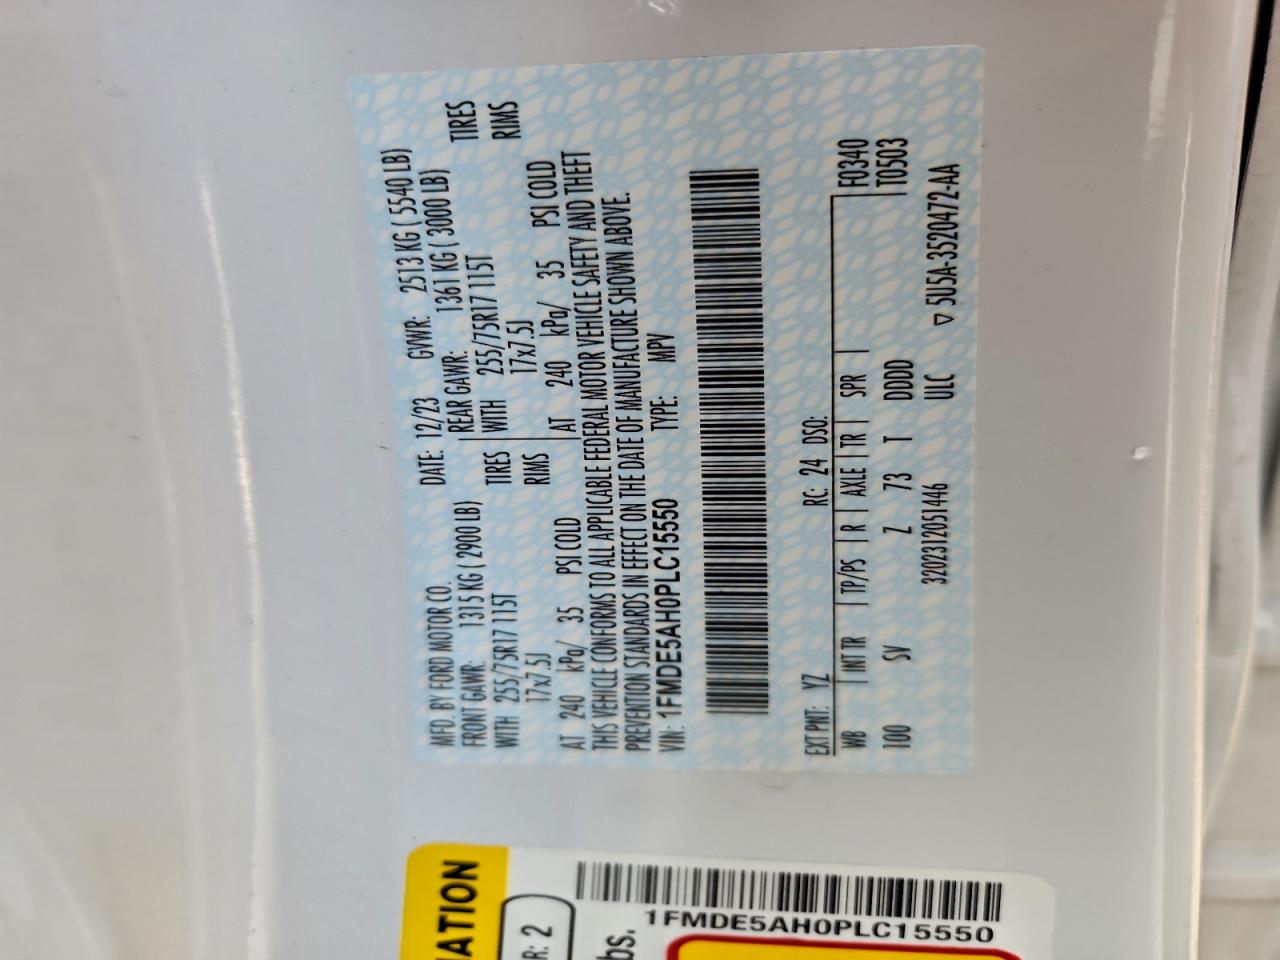 MFD. BY FORD MOTOR CO.
DATE: 12/23 GVWR: 2513 KG ( 5540 LB)
FRONT GAWR: 1315 KG ( 2900 LB)
REAR GAWR: 1361 KG ( 3000 LB)
WITH 255/75R17 115T TIRES
WITH 255/75R17 115T TIRES
17x7.5J RIMS
17x7.5J RIMS
AT 240 kPa/ 35 PSI COLD
AT 240 kPa/ 35 PSI COLD
THIS VEHICLE CONFORMS TO ALL APPLICABLE FEDERAL MOTOR VEHICLE SAFETY AND THEFT
PREVENTION STANDARDS IN EFFECT ON THE DATE OF MANUFACTURE SHOWN ABOVE.
VIN: 1FMDE5AH0PLC15550 TYPE: MPV
EXT PNT: YZ RC: 24 DSO: F0340
WB | INT TR | TP/PS | R | AXLE | TR | SPR | T0503
100 SV Z 73 T DDDD
3202312051446 ULC ▽ 5U5A-3520472-AA
ATION
R: 2
bs.
1FMDE5AH0PLC15550